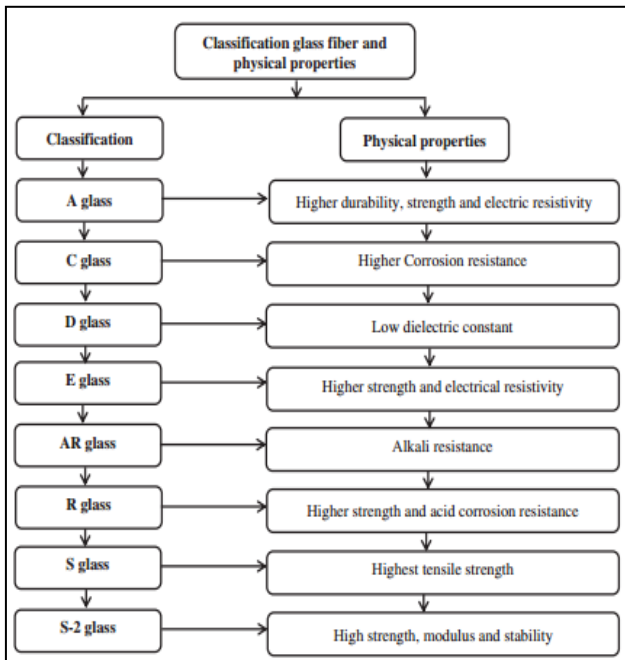 Classification glass fiber and
physical properties
Classification
Physical properties
A glass
Higher durability, strength and electric resistivity
C glass
Higher Corrosion resistance
D glass
Low dielectric constant
E glass
Higher strength and electrical resistivity
AR glass
Alkali resistance
R glass
Higher strength and acid corrosion resistance
S glass
Highest tensile strength
S-2 glass
High strength, modulus and stability